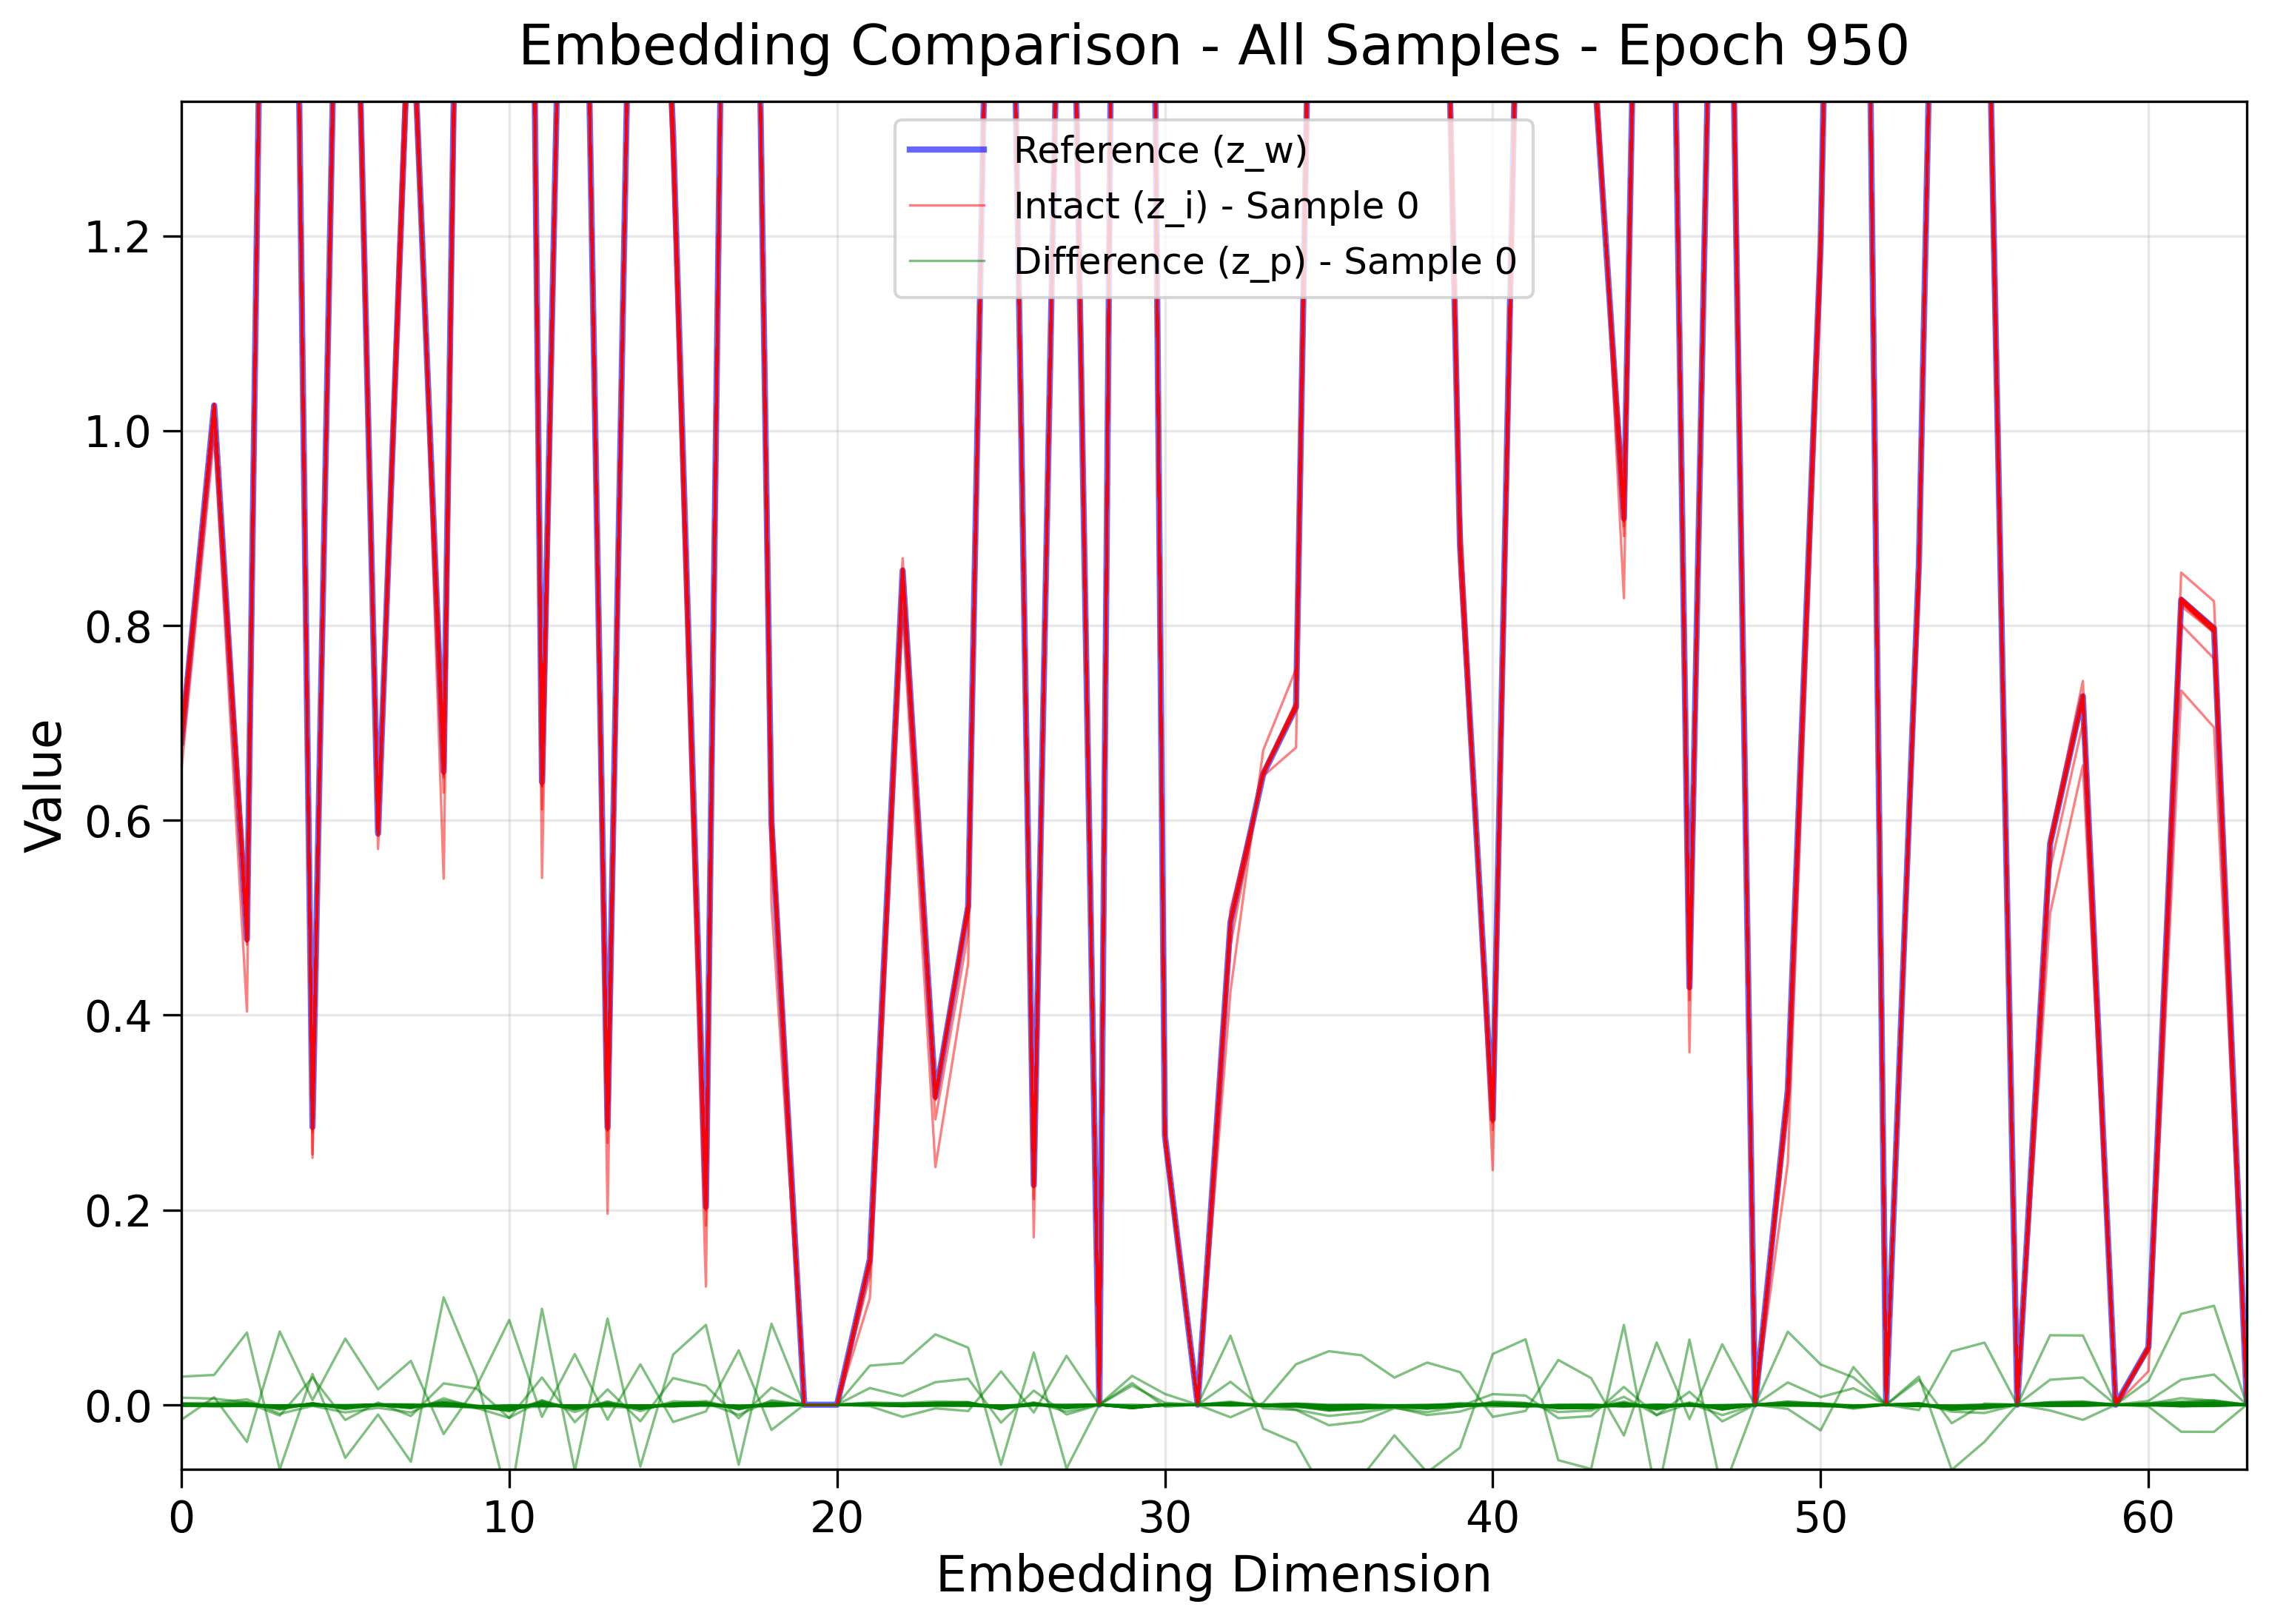 Embedding Comparison - All Samples - Epoch 950
Reference (z_w)
Intact (z_i) - Sample 0
Difference (z_p) - Sample 0
1.2
1.0
0.8
0.6
0.4
0.2
0.0
Value
0 10 20 30 40 50 60
Embedding Dimension